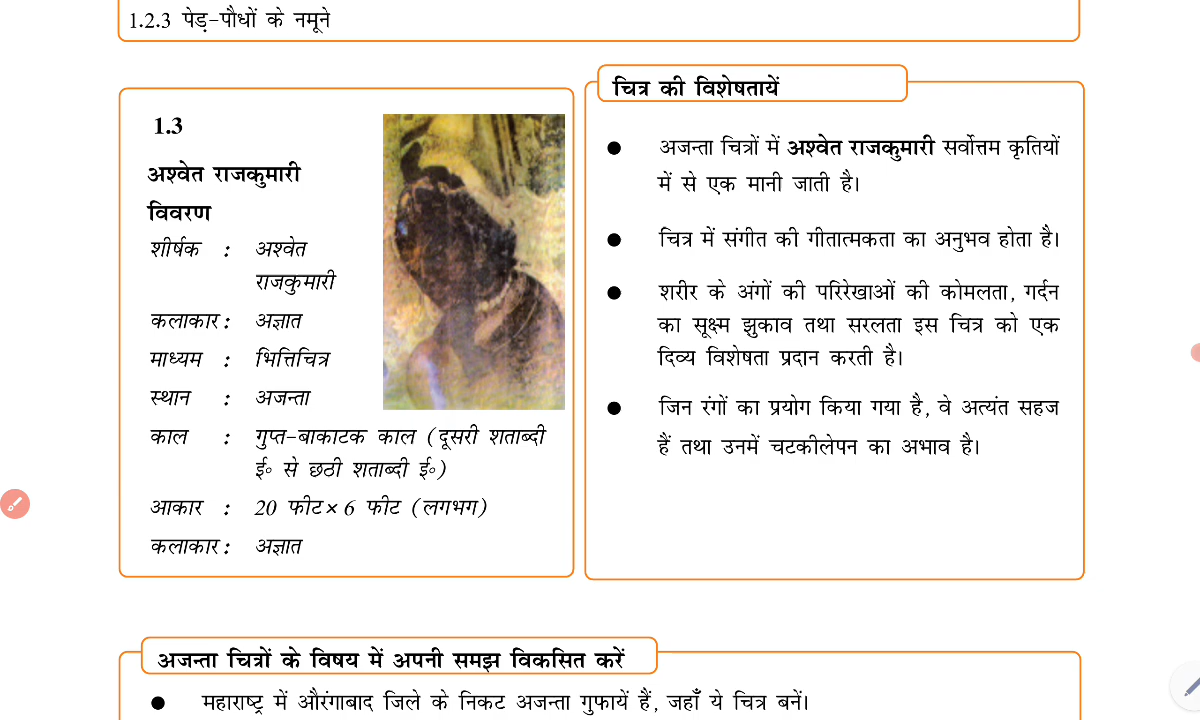 1.2.3 पेड़-पौधों के नमूने
1.3
अश्वेत राजकुमारी
विवरण
शीर्षक : अश्वेत
राजकुमारी
कलाकार : अज्ञात
माध्यम : भित्तिचित्र
स्थान : अजन्ता
काल : गुप्त-बाकाटक काल (दूसरी शताब्दी
ई॰ से छठी शताब्दी ई॰)
आकार : 20 फीट × 6 फीट (लगभग)
कलाकार : अज्ञात
चित्र की विशेषतायें
● अजन्ता चित्रों में अश्वेत राजकुमारी सर्वोत्तम कृतियों
में से एक मानी जाती है।
● चित्र में संगीत की गीतात्मकता का अनुभव होता है।
● शरीर के अंगों की परिरेखाओं की कोमलता, गर्दन
का सूक्ष्म झुकाव तथा सरलता इस चित्र को एक
दिव्य विशेषता प्रदान करती है।
● जिन रंगों का प्रयोग किया गया है, वे अत्यंत सहज
हैं तथा उनमें चटकीलेपन का अभाव है।
अजन्ता चित्रों के विषय में अपनी समझ विकसित करें
● महाराष्ट्र में औरंगाबाद जिले के निकट अजन्ता गुफायें हैं, जहाँ ये चित्र बनें।